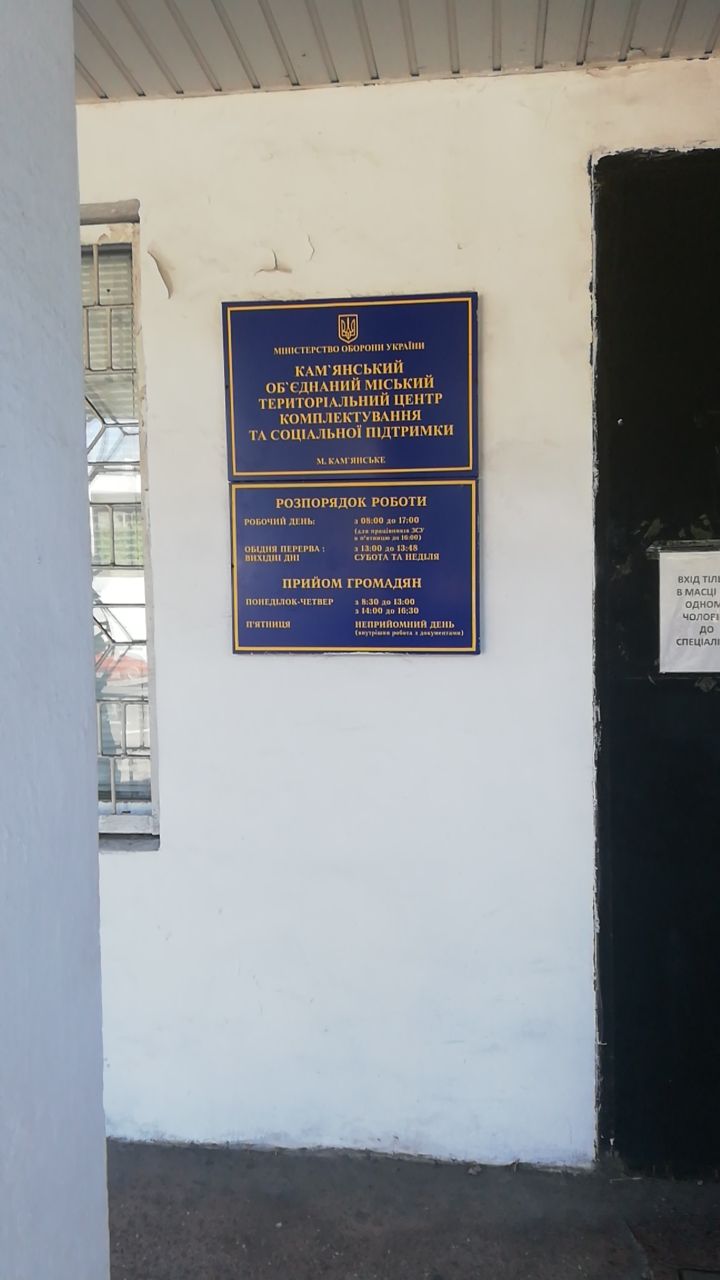 МІНІСТЕРСТВО ОБОРОНИ УКРАЇНИ
КАМ`ЯНСЬКИЙ
ОБ`ЄДНАНИЙ МІСЬКИЙ
ТЕРИТОРІАЛЬНИЙ ЦЕНТР
КОМПЛЕКТУВАННЯ
ТА СОЦІАЛЬНОЇ ПІДТРИМКИ
М. КАМ`ЯНСЬКЕ
РОЗПОРЯДОК РОБОТИ
РОБОЧИЙ ДЕНЬ: з 08:00 до 17:00
(для працівників ЗСУ
в п'ятницю до 16:00)
ОБІДНЯ ПЕРЕРВА : з 13:00 до 13:48
ВИХІДНІ ДНІ СУБОТА ТА НЕДІЛЯ
ПРИЙОМ ГРОМАДЯН
ПОНЕДІЛОК-ЧЕТВЕР з 8:30 до 13:00
з 14:00 до 16:30
П'ЯТНИЦЯ НЕПРИЙОМНИЙ ДЕНЬ
(внутрішня робота з документами)
ВХІД ТІЛЬ
В МАСЦІ
ОДНОМ
ЧОЛОВІ
ДО
СПЕЦІАЛІ